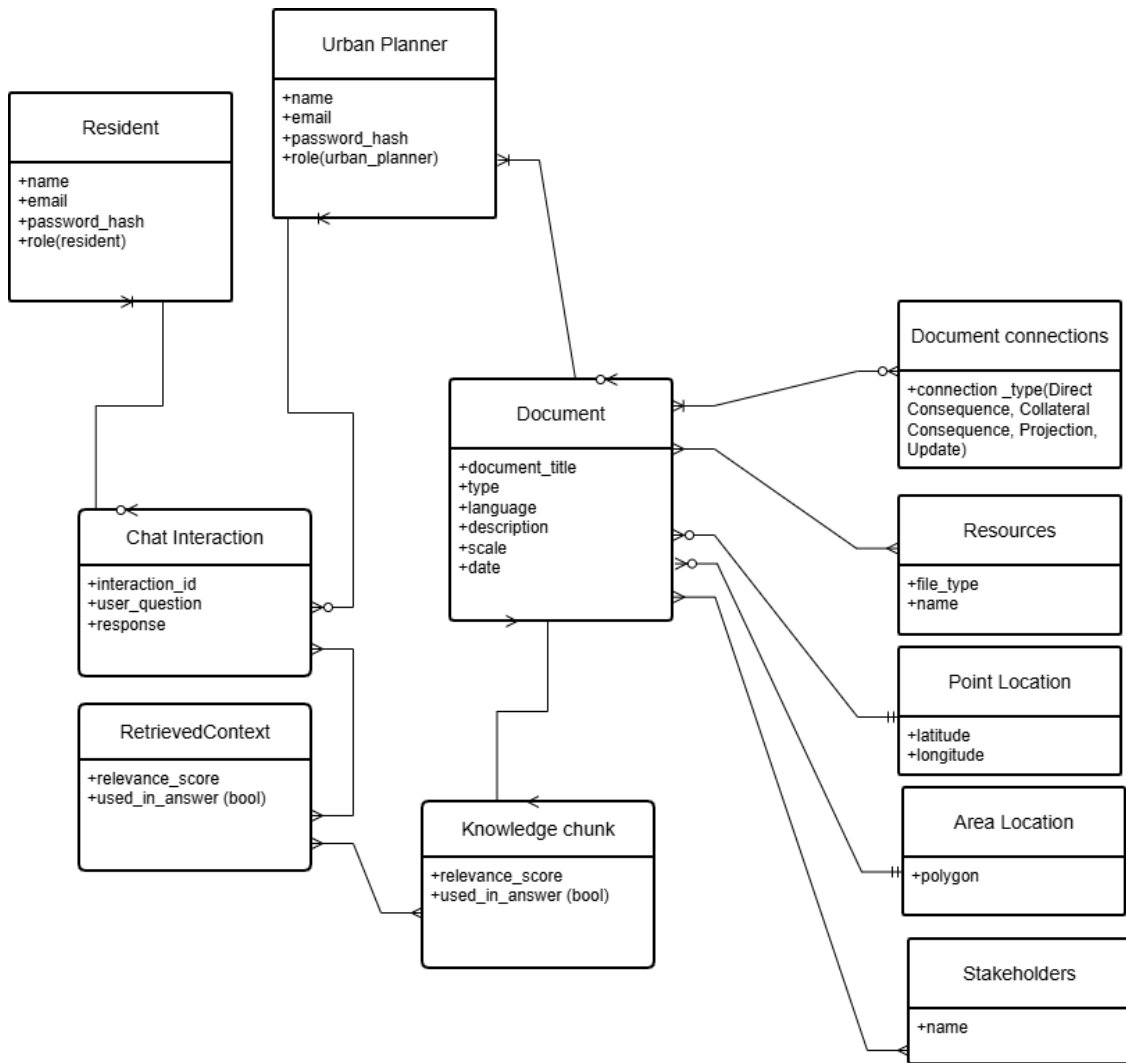 Urban Planner
+name
+email
+password_hash
+role(urban_planner)
Resident
+name
+email
+password_hash
+role(resident)
Document connections
+connection _type(Direct
Consequence, Collateral
Consequence, Projection,
Update)
Document
+document_title
+type
+language
+description
+scale
+date
Resources
+file_type
+name
Chat Interaction
+interaction_id
+user_question
+response
Point Location
+latitude
+longitude
RetrievedContext
+relevance_score
+used_in_answer (bool)
Area Location
+polygon
Knowledge chunk
+relevance_score
+used_in_answer (bool)
Stakeholders
+name